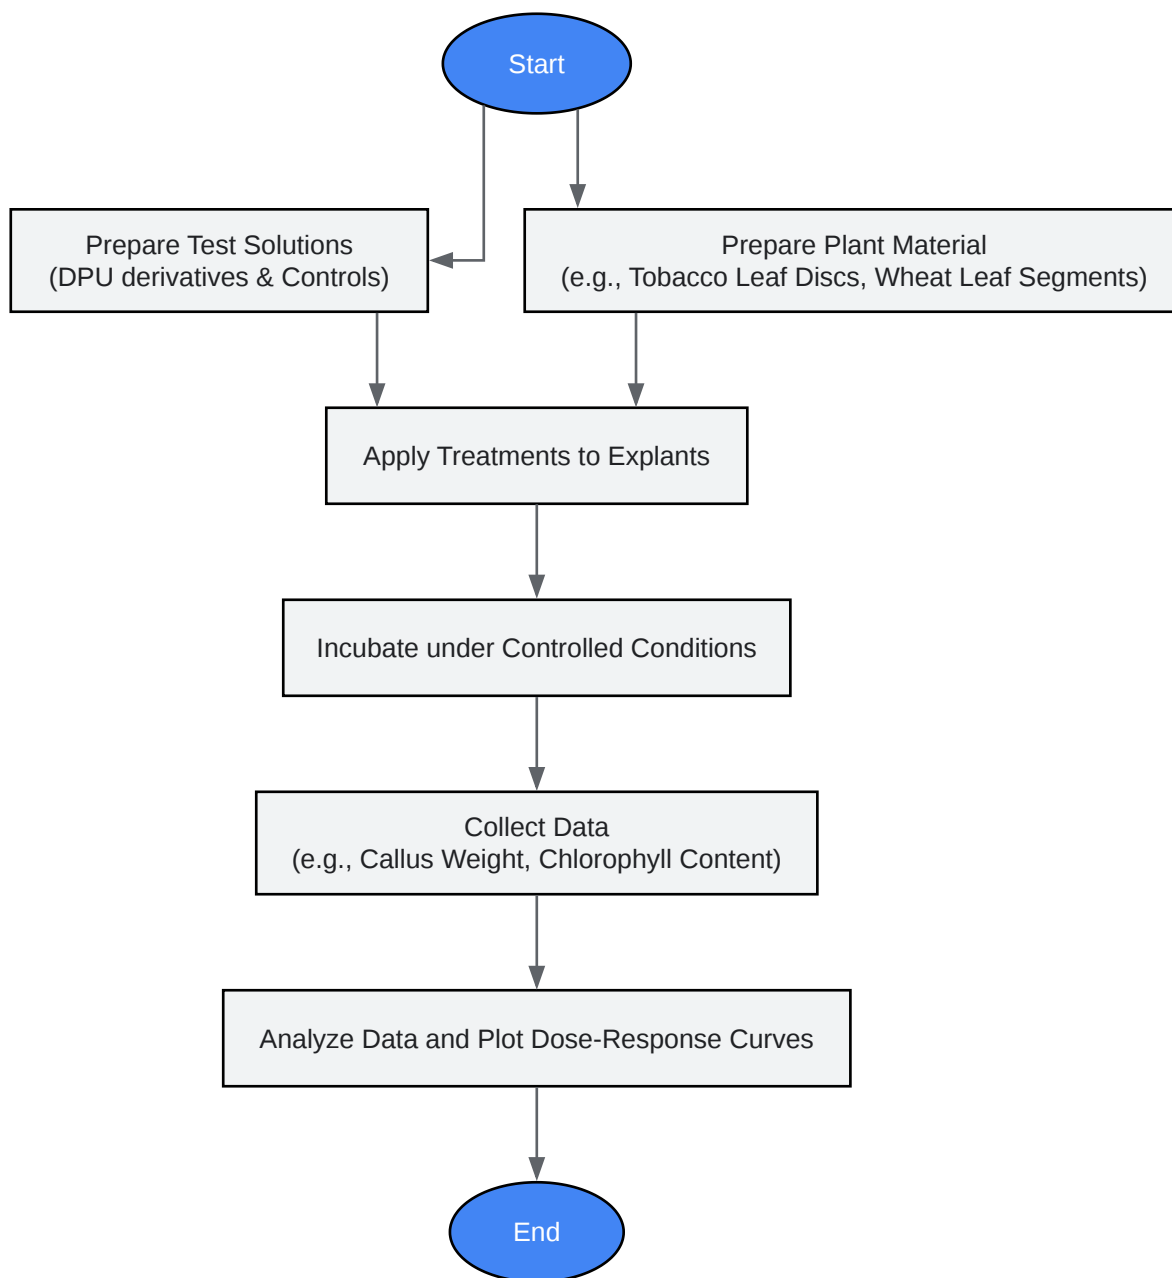 Start
Prepare Test Solutions
(DPU derivatives & Controls)
Prepare Plant Material
(e.g., Tobacco Leaf Discs, Wheat Leaf Segments)
Apply Treatments to Explants
Incubate under Controlled Conditions
Collect Data
(e.g., Callus Weight, Chlorophyll Content)
Analyze Data and Plot Dose-Response Curves
End